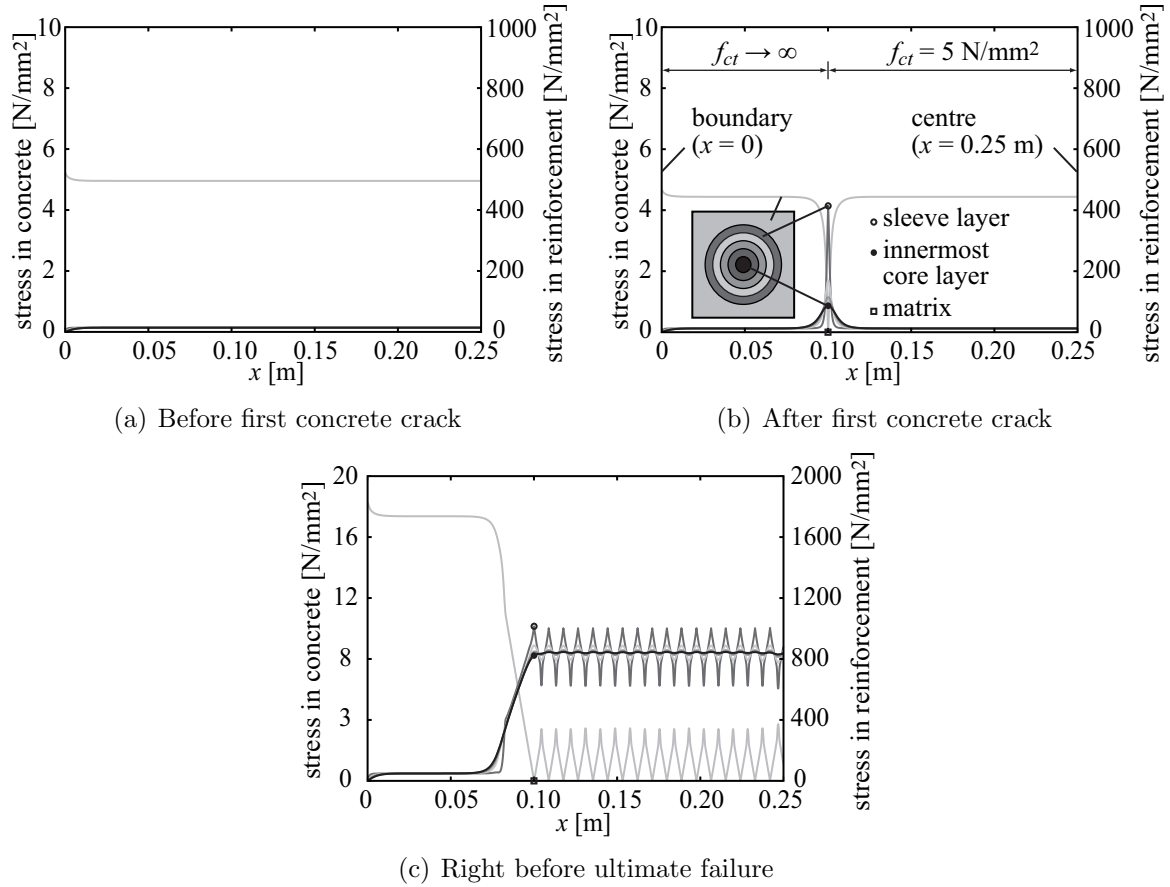 stress in concrete [N/mm²]
10
8
6
4
2
0
0 0.05 0.10 0.15 0.20 0.25
x [m]
1000
800
600
400
200
0
stress in reinforcement [N/mm²]
(a) Before first concrete crack
stress in concrete [N/mm²]
10
8
6
4
2
0
f_ct → ∞
f_ct = 5 N/mm²
boundary
(x = 0)
centre
(x = 0.25 m)
sleeve layer
innermost
core layer
matrix
0 0.05 0.10 0.15 0.20 0.25
x [m]
1000
800
600
400
200
0
stress in reinforcement [N/mm²]
(b) After first concrete crack
stress in concrete [N/mm²]
20
16
12
8
3
0
0 0.05 0.10 0.15 0.20 0.25
x [m]
2000
1600
1200
800
400
0
stress in reinforcement [N/mm²]
(c) Right before ultimate failure